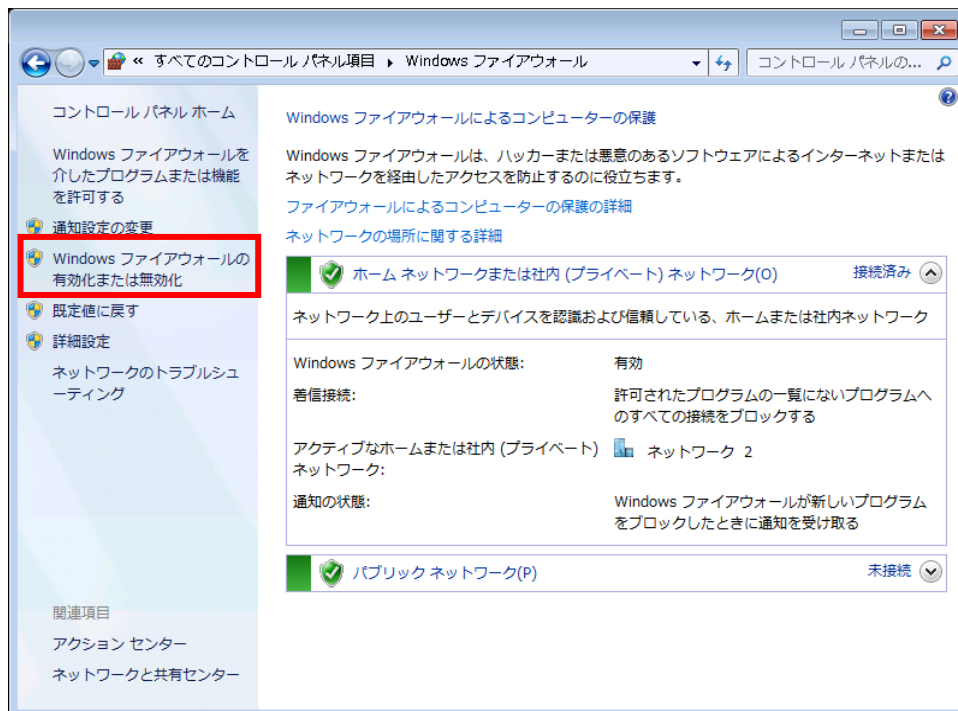 « すべてのコントロール パネル項目 ▸ Windows ファイアウォール
コントロール パネルの...
コントロール パネル ホーム
Windows ファイアウォールを
介したプログラムまたは機能
を許可する
通知設定の変更
Windows ファイアウォールの
有効化または無効化
既定値に戻す
詳細設定
ネットワークのトラブルシュ
ーティング
関連項目
アクション センター
ネットワークと共有センター
Windows ファイアウォールによるコンピューターの保護
Windows ファイアウォールは、ハッカーまたは悪意のあるソフトウェアによるインターネットまたは
ネットワークを経由したアクセスを防止するのに役立ちます。
ファイアウォールによるコンピューターの保護の詳細
ネットワークの場所に関する詳細
ホーム ネットワークまたは社内 (プライベート) ネットワーク(O) 接続済み
ネットワーク上のユーザーとデバイスを認識および信頼している、ホームまたは社内ネットワーク
Windows ファイアウォールの状態: 有効
着信接続: 許可されたプログラムの一覧にないプログラムへ
のすべての接続をブロックする
アクティブなホームまたは社内 (プライベート) ネットワーク 2
ネットワーク:
通知の状態: Windows ファイアウォールが新しいプログラム
をブロックしたときに通知を受け取る
パブリック ネットワーク(P) 未接続